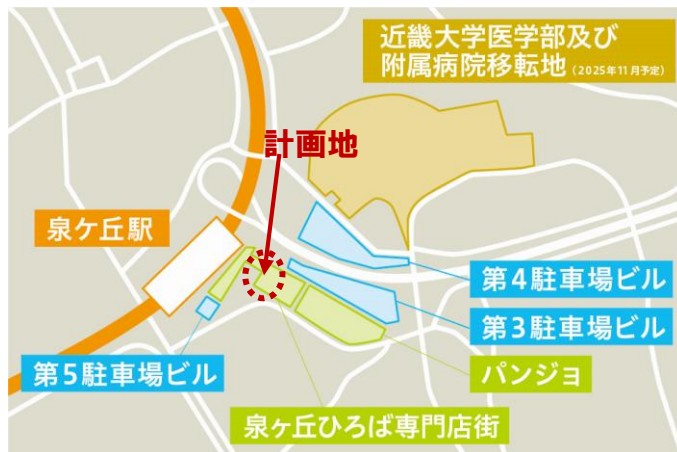 近畿大学医学部及び
附属病院移転地（2025年11月予定）
計画地
泉ケ丘駅
第4駐車場ビル
第3駐車場ビル
第5駐車場ビル
パンジョ
泉ヶ丘ひろば専門店街